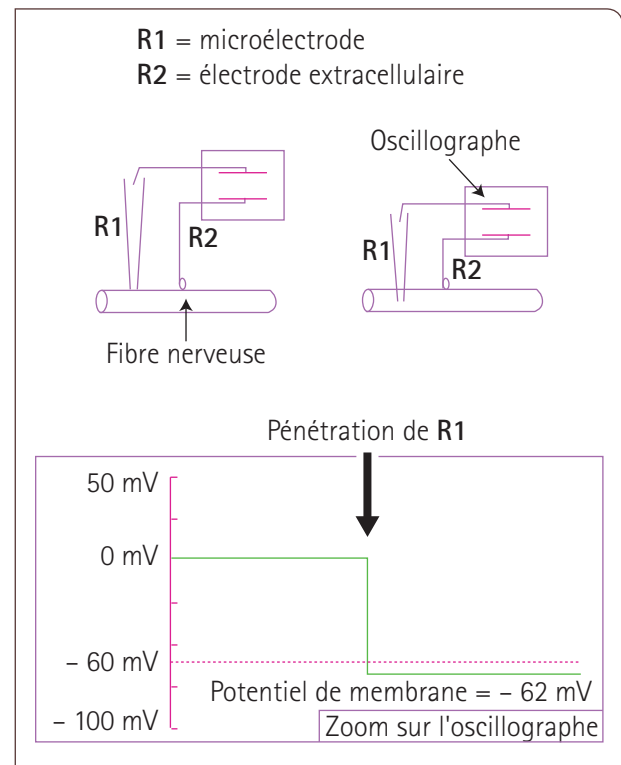 R1 = microélectrode
R2 = électrode extracellulaire
Oscillographe
R1
R2
R1
R2
Fibre nerveuse
Pénétration de R1
50 mV
0 mV
– 60 mV
Potentiel de membrane = – 62 mV
– 100 mV
Zoom sur l'oscillographe